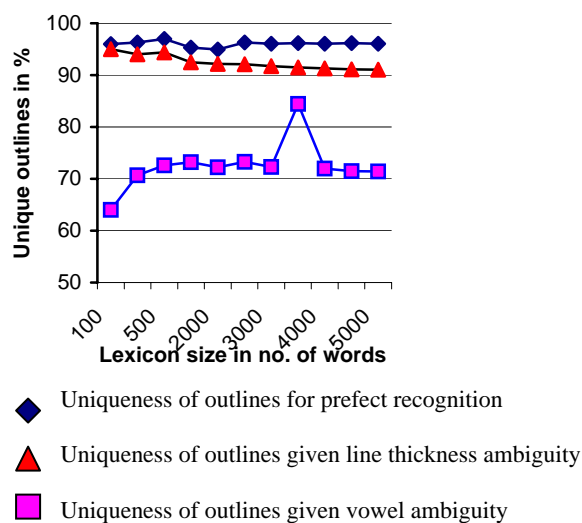 100
90
80
70
60
50
Unique outlines in %
100
500
2000
3000
4000
5000
Lexicon size in no. of words
Uniqueness of outlines for prefect recognition
Uniqueness of outlines given line thickness ambiguity
Uniqueness of outlines given vowel ambiguity